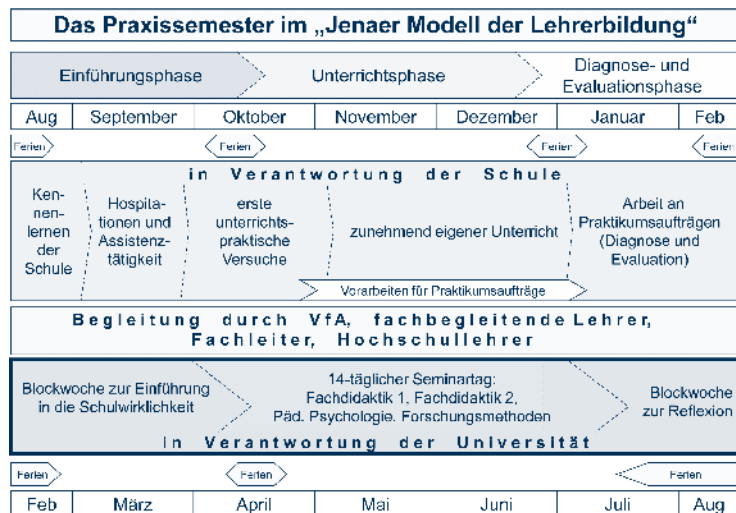 Das Praxissemester im „Jenaer Modell der Lehrerbildung“
Einführungsphase
Unterrichtsphase
Diagnose- und
Evaluationsphase
Aug
September
Oktober
November
Dezember
Januar
Feb
Ferien
Ferien
Ferien
Ferien
in Verantwortung der Schule
Ken-
nen-
lernen
der
Schule
Hospita-
tionen und
Assistenz-
tätigkeit
erste
unterrichts-
praktische
Versuche
zunehmend eigener Unterricht
Arbeit an
Praktikumsaufträgen
(Diagnose und
Evaluation)
Vorarbeiten für Praktikumsaufträge
Begleitung durch VfA, fachbegleitende Lehrer,
Fachleiter, Hochschullehrer
Blockwoche zur Einführung
in die Schulwirklichkeit
14-täglicher Seminartag:
Fachdidaktik 1, Fachdidaktik 2,
Päd. Psychologie. Forschungsmethoden
Blockwoche
zur Reflexion
in Verantwortung der Universität
Ferien
Ferien
Ferien
Feb
März
April
Mai
Juni
Juli
Aug